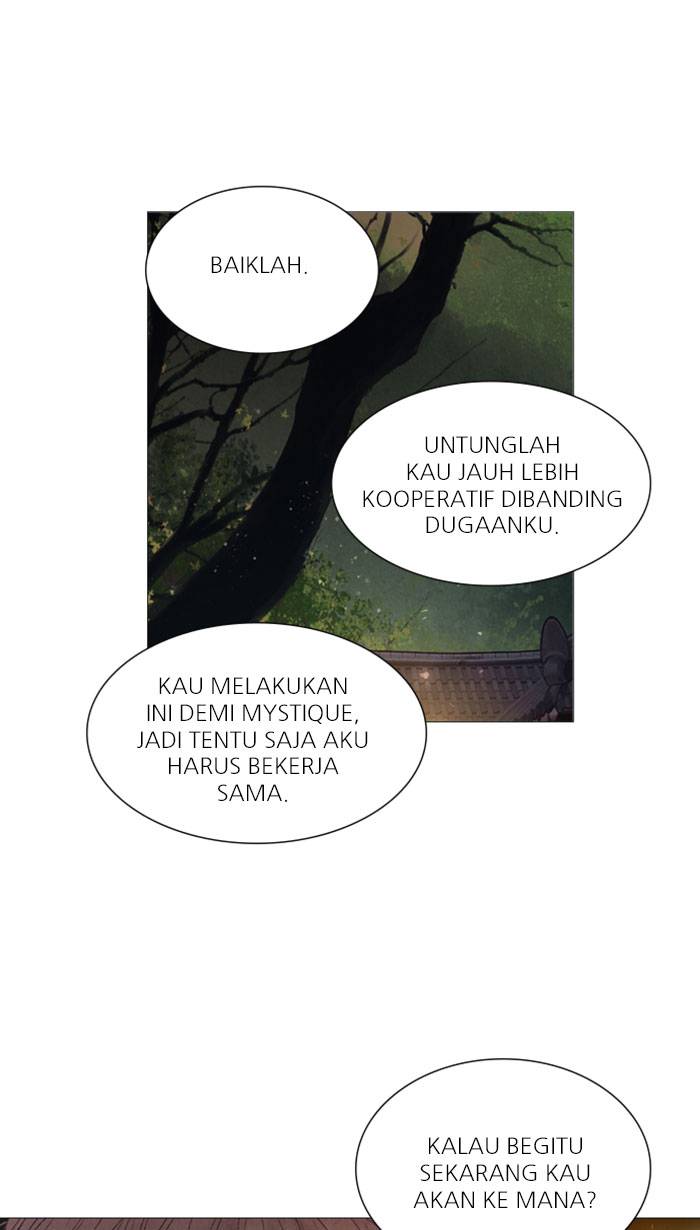 BAIKLAH.
UNTUNGLAH
KAU JAUH LEBIH
KOOPERATIF DIBANDING
DUGAANKU.
KAU MELAKUKAN
INI DEMI MYSTIQUE,
JADI TENTU SAJA AKU
HARUS BEKERJA
SAMA.
KALAU BEGITU
SEKARANG KAU
AKAN KE MANA?